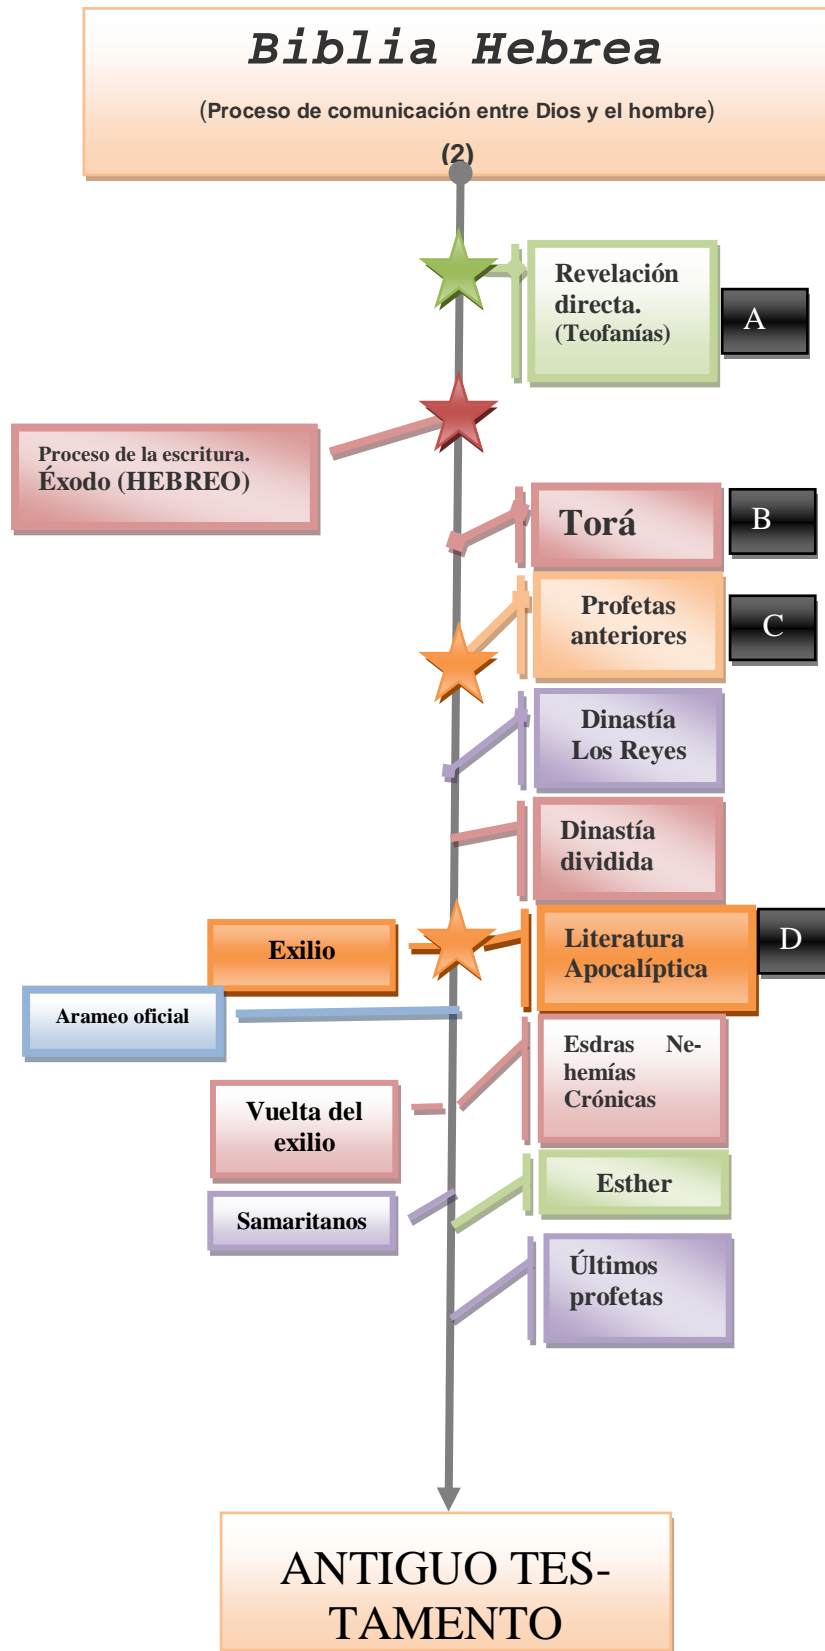 Biblia Hebrea
(Proceso de comunicación entre Dios y el hombre)
(2)
Revelación
directa.
(Teofanías)
A
Proceso de la escritura.
Éxodo (HEBREO)
Torá
B
Profetas
anteriores
C
Dinastía
Los Reyes
Dinastía
dividida
Exilio
Literatura
Apocalíptica
D
Arameo oficial
Esdras Ne-
hemías
Crónicas
Vuelta del
exilio
Esther
Samaritanos
Últimos
profetas
ANTIGUO TES-
TAMENTO